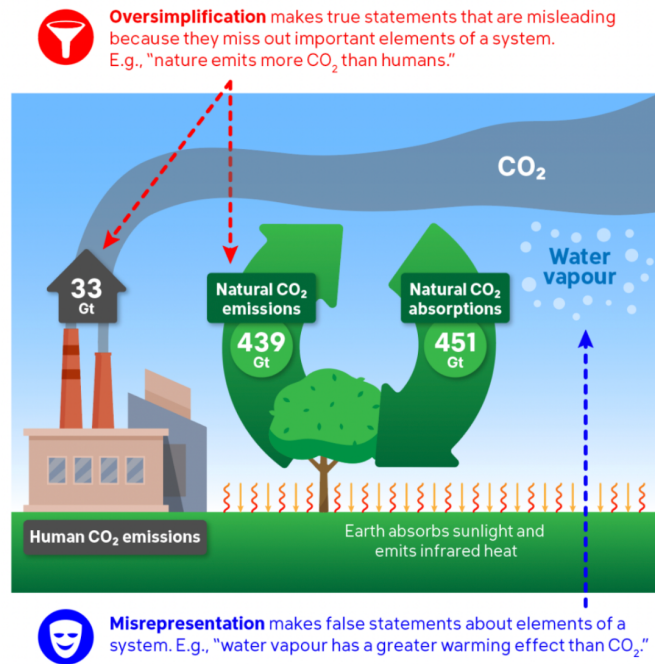 Oversimplification makes true statements that are misleading
because they miss out important elements of a system.
E.g., “nature emits more CO₂ than humans.”
CO₂
Water
vapour
33
Gt
Natural CO₂
emissions
439
Gt
Natural CO₂
absorptions
451
Gt
Human CO₂ emissions
Earth absorbs sunlight and
emits infrared heat
Misrepresentation makes false statements about elements of a
system. E.g., “water vapour has a greater warming effect than CO₂.”